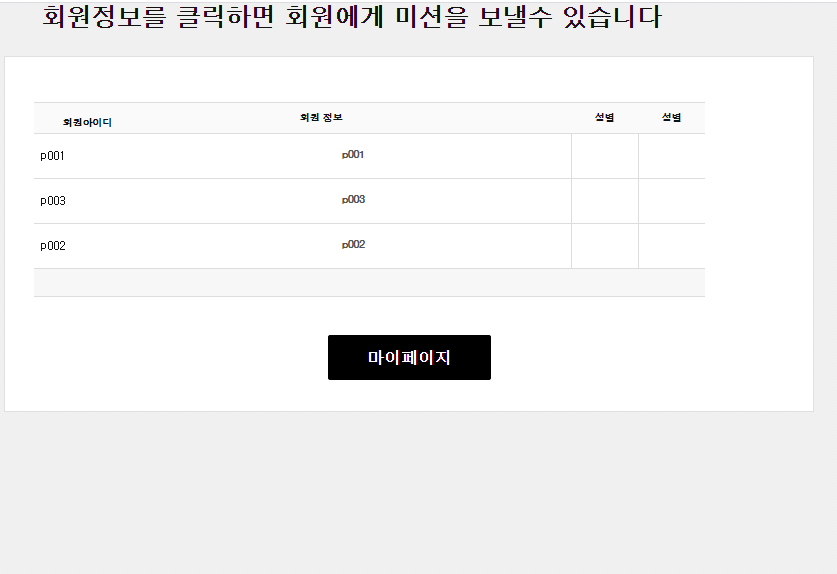 회원정보를 클릭하면 회원에게 미션을 보낼수 있습니다
회원아이디 회원 정보 성별 성별
p001 p001
p003 p003
p002 p002
마이페이지